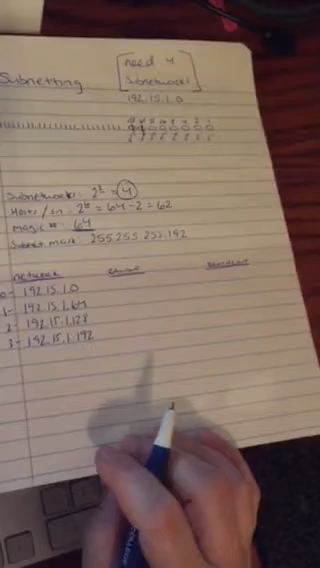 need 4
Subnetting
Subnetworks
192.15.1.0
Subnetworks: 2² = 4
Hosts/sn: 2⁶ = 64 - 2 = 62
magic #: 64
Subnet mask: 255.255.255.192
network
0- 192.15.1.0
1- 192.15.1.64
2- 192.15.1.128
3- 192.15.1.192